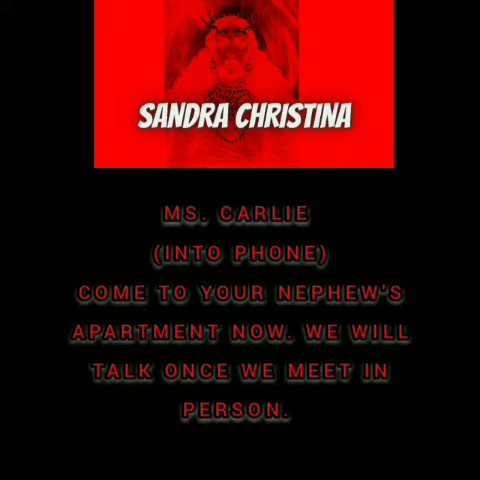 SANDRA CHRISTINA
MS. CARLIE
(INTO PHONE)
COME TO YOUR NEPHEW'S
APARTMENT NOW. WE WILL
TALK ONCE WE MEET IN
PERSON.